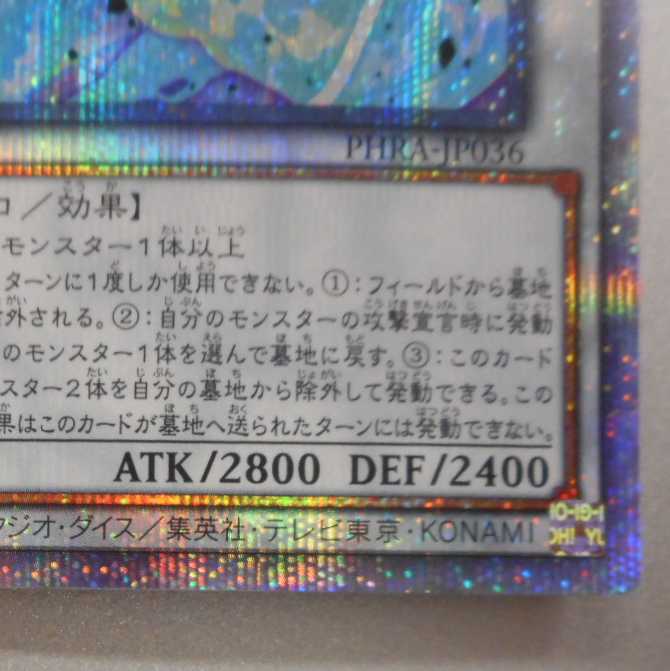 PHRA-JP036
ロ／効果】
モンスター1体以上
ターンに1度しか使用できない。①：フィールドから墓地
除外される。②：自分のモンスターの攻撃宣言時に発動
のモンスター1体を選んで墓地に戻す。③：このカード
スター2体を自分の墓地から除外して発動できる。この
果はこのカードが墓地へ送られたターンには発動できない。
ATK/2800 DEF/2400
ジオ・ダイス／集英社・テレビ東京・KONAMI